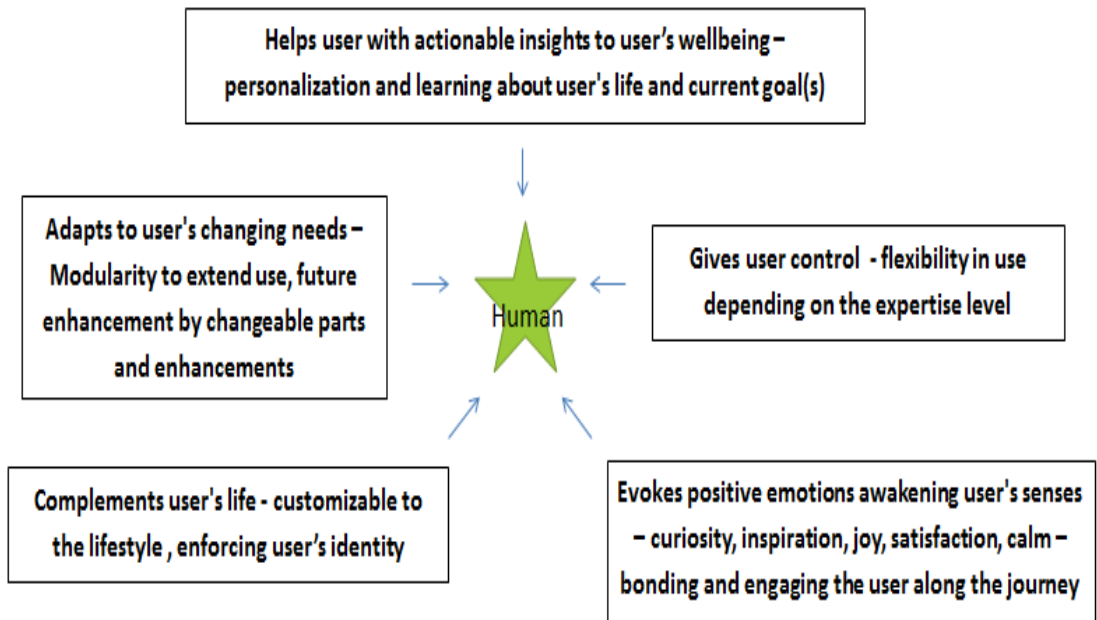 Helps user with actionable insights to user’s wellbeing –
personalization and learning about user's life and current goal(s)
Adapts to user's changing needs –
Modularity to extend use, future
enhancement by changeable parts
and enhancements
Human
Gives user control  - flexibility in use
depending on the expertise level
Complements user's life - customizable to
the lifestyle , enforcing user’s identity
Evokes positive emotions awakening user's senses
– curiosity, inspiration, joy, satisfaction, calm –
bonding and engaging the user along the journey